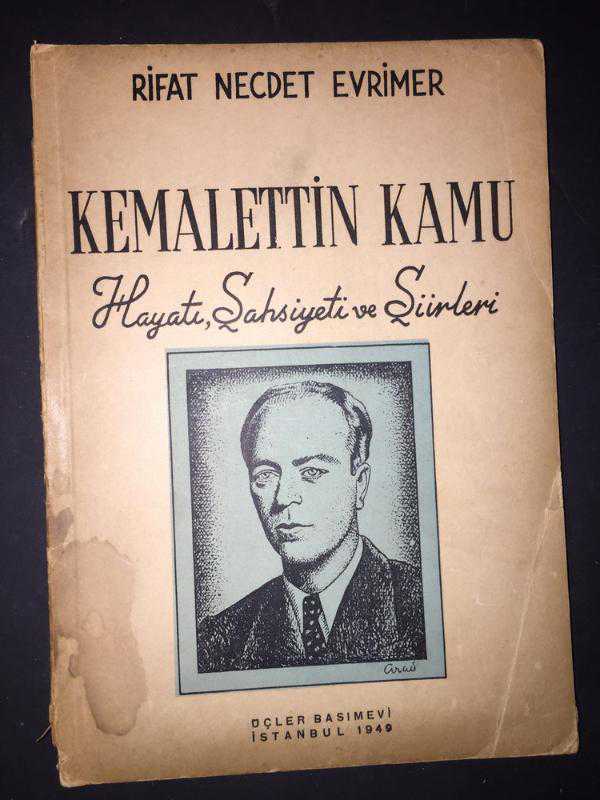 RİFAT NECDET EVRİMER
KEMALETTİN KAMU
Hayatı, Şahsiyeti ve Şiirleri
ÜÇLER BASIMEVİ
İSTANBUL 1949